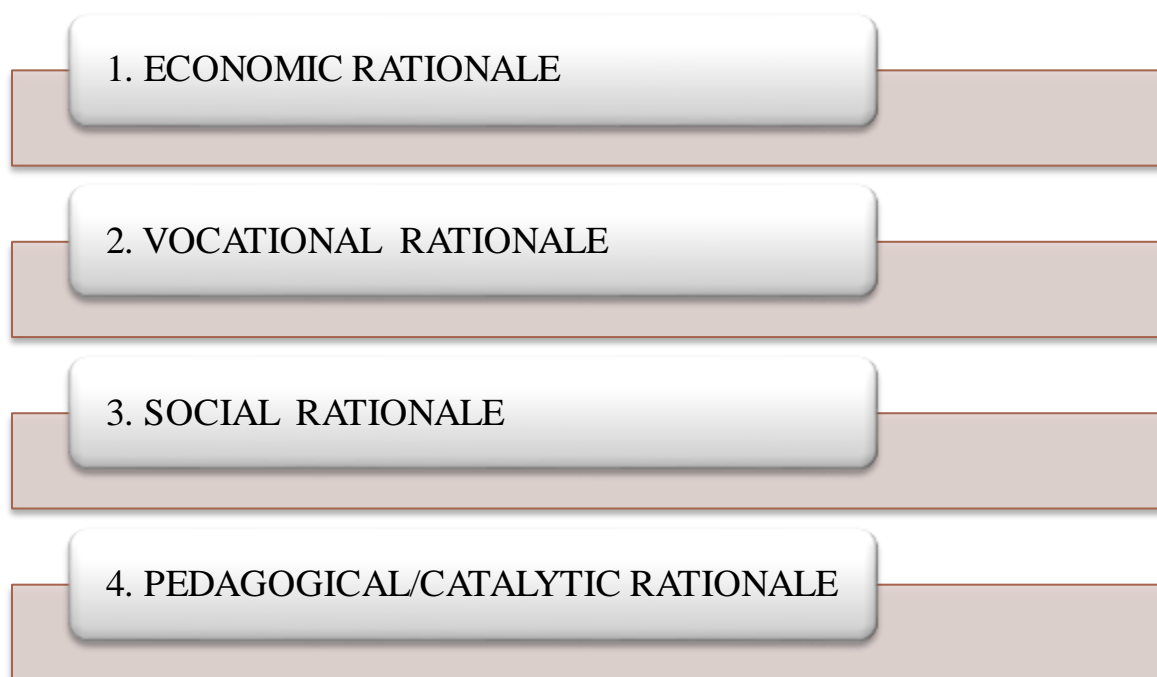 1. ECONOMIC RATIONALE
2. VOCATIONAL RATIONALE
3. SOCIAL RATIONALE
4. PEDAGOGICAL/CATALYTIC RATIONALE